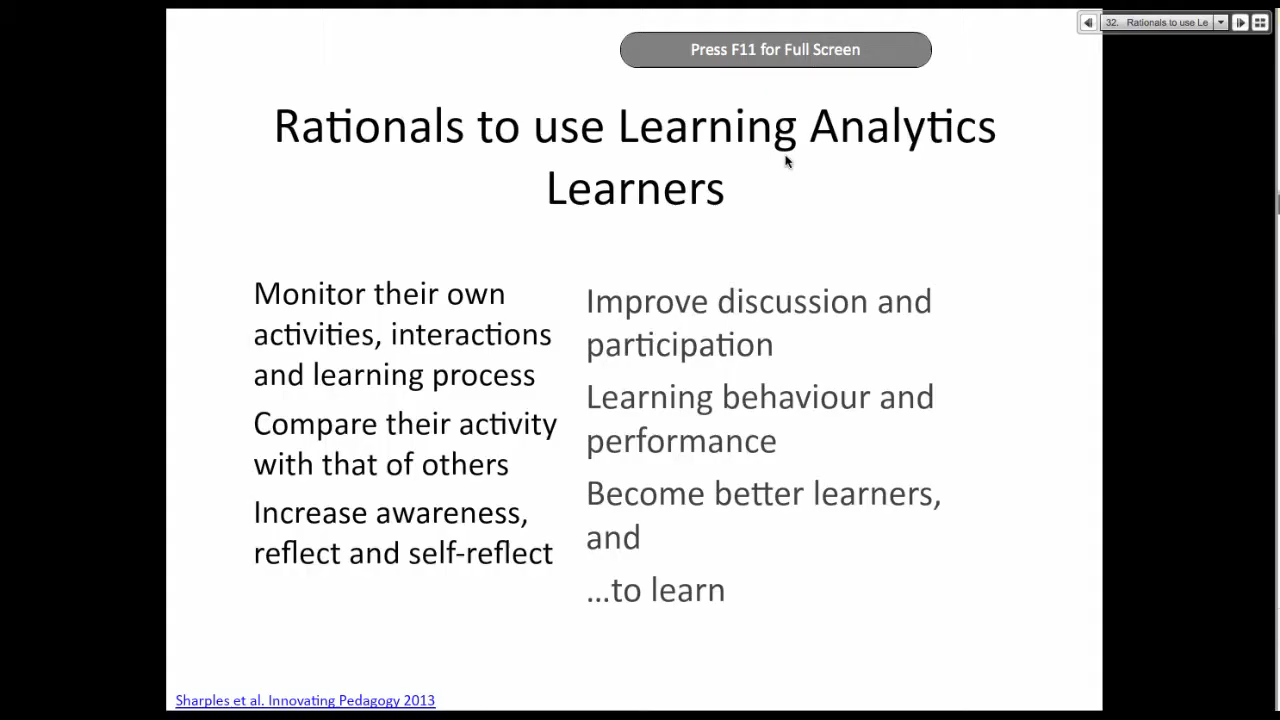 32. Rationals to use Le
Press F11 for Full Screen
Rationals to use Learning Analytics
Learners
Monitor their own
activities, interactions
and learning process
Compare their activity
with that of others
Increase awareness,
reflect and self-reflect
Improve discussion and
participation
Learning behaviour and
performance
Become better learners,
and
...to learn
Sharples et al. Innovating Pedagogy 2013